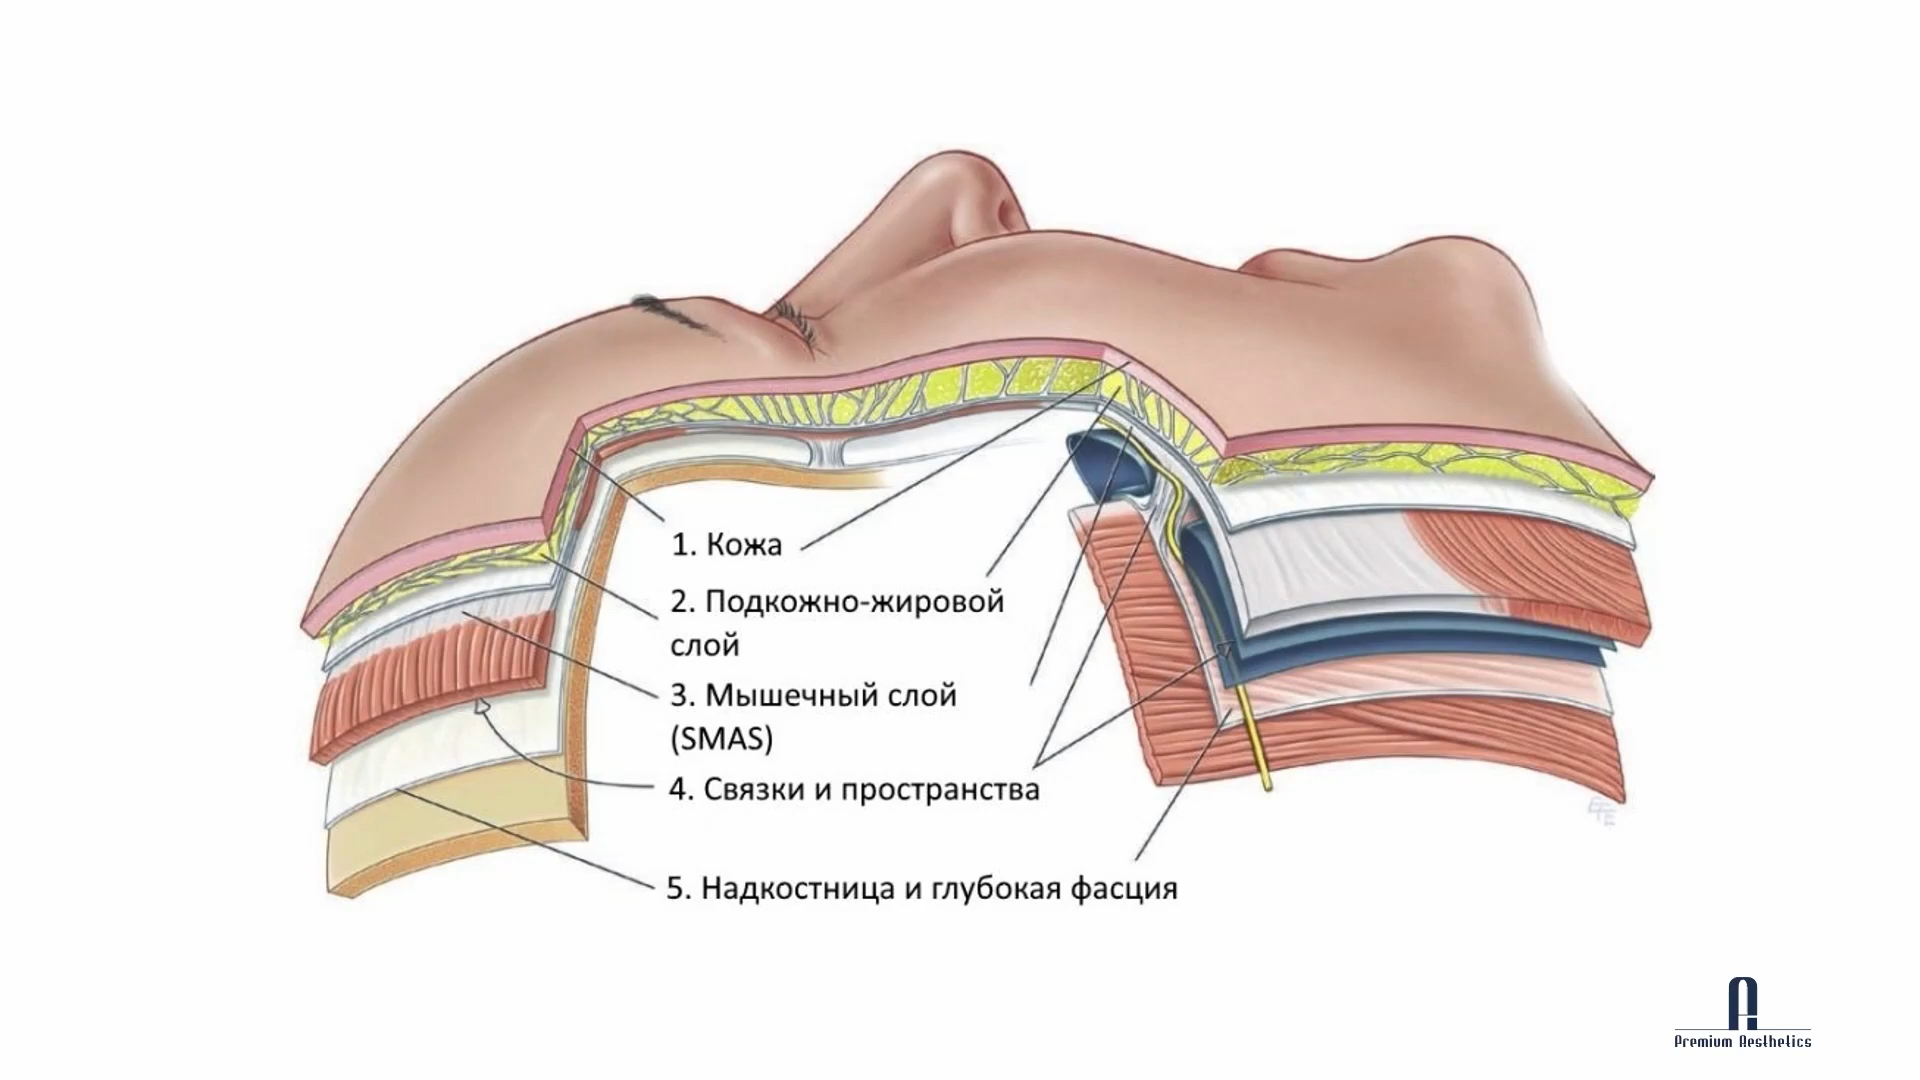 1. Кожа
2. Подкожно-жировой
слой
3. Мышечный слой
(SMAS)
4. Связки и пространства
5. Надкостница и глубокая фасция
Premium Aesthetics